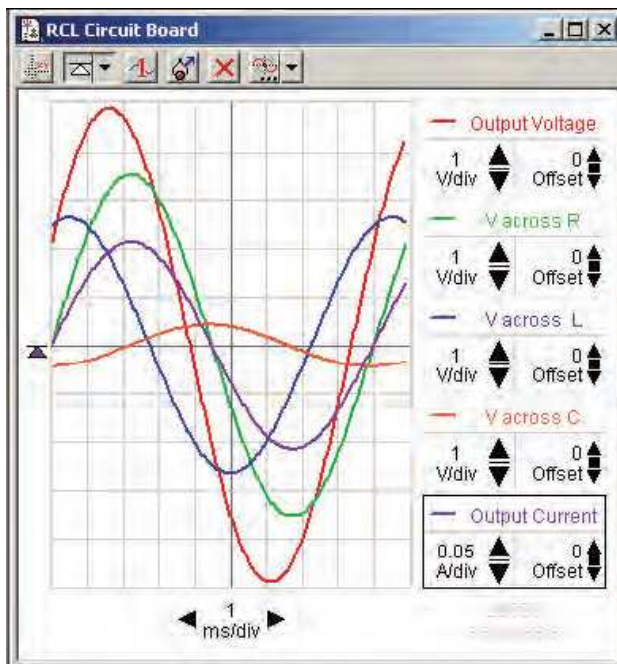 RCL Circuit Board
Output Voltage
1 0
V/div Offset
V across R
1 0
V/div Offset
V across L
1 0
V/div Offset
V across C
1 0
V/div Offset
Output Current
0.05 0
A/div Offset
1
ms/div